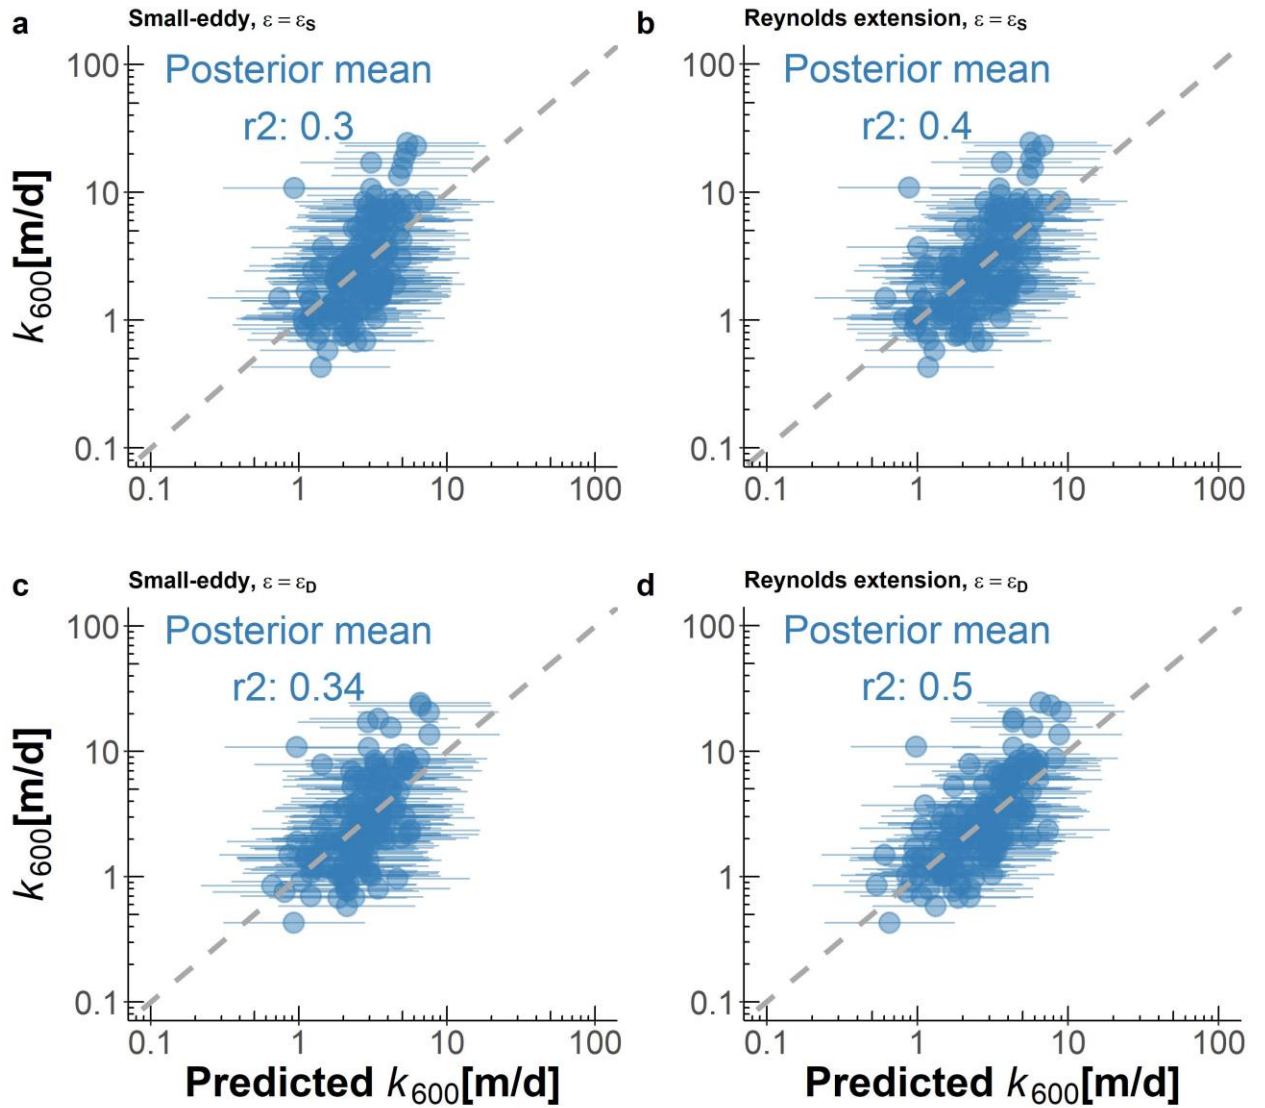 a
Small-eddy, ε = εS
Posterior mean
r2: 0.3
100
10
1
0.1
k600[m/d]
0.1 1 10 100
b
Reynolds extension, ε = εS
Posterior mean
r2: 0.4
100
10
1
0.1
0.1 1 10 100
c
Small-eddy, ε = εD
Posterior mean
r2: 0.34
100
10
1
0.1
k600[m/d]
0.1 1 10 100
Predicted k600[m/d]
d
Reynolds extension, ε = εD
Posterior mean
r2: 0.5
100
10
1
0.1
0.1 1 10 100
Predicted k600[m/d]